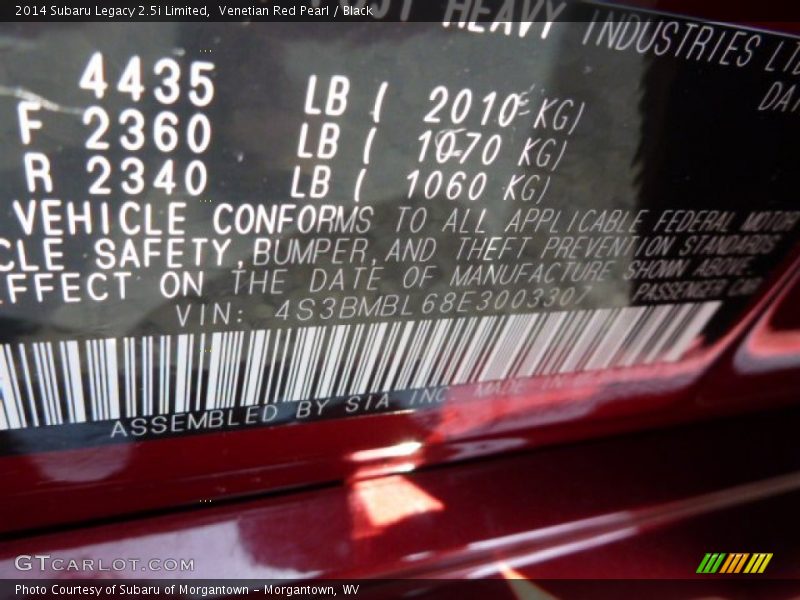 2014 Subaru Legacy 2.5i Limited,  Venetian Red Pearl / Black
HEAVY INDUSTRIES LTD
DAT
4435 LB ( 2010 KG)
F 2360 LB ( 1070 KG)
R 2340 LB ( 1060 KG)
VEHICLE CONFORMS TO ALL APPLICABLE FEDERAL MOTOR
CLE SAFETY, BUMPER, AND THEFT PREVENTION STANDARDS
EFFECT ON THE DATE OF MANUFACTURE SHOWN ABOVE.
VIN: 4S3BMBL68E3003307 PASSENGER CAR
ASSEMBLED BY SIA INC MADE IN
GTCARLOT.COM
Photo Courtesy of Subaru of Morgantown – Morgantown, WV